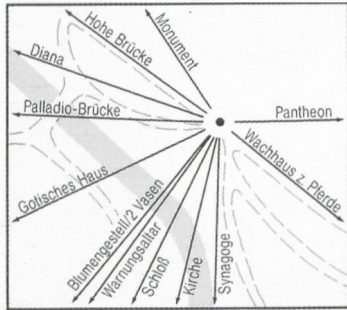 Monument
Hohe Brücke
Diana
Palladio-Brücke
Pantheon
Wachhaus z. Pferde
Gotisches Haus
Blumengestell/2 Vasen
Warnungsaltar
Schloß
Kirche
Synagoge